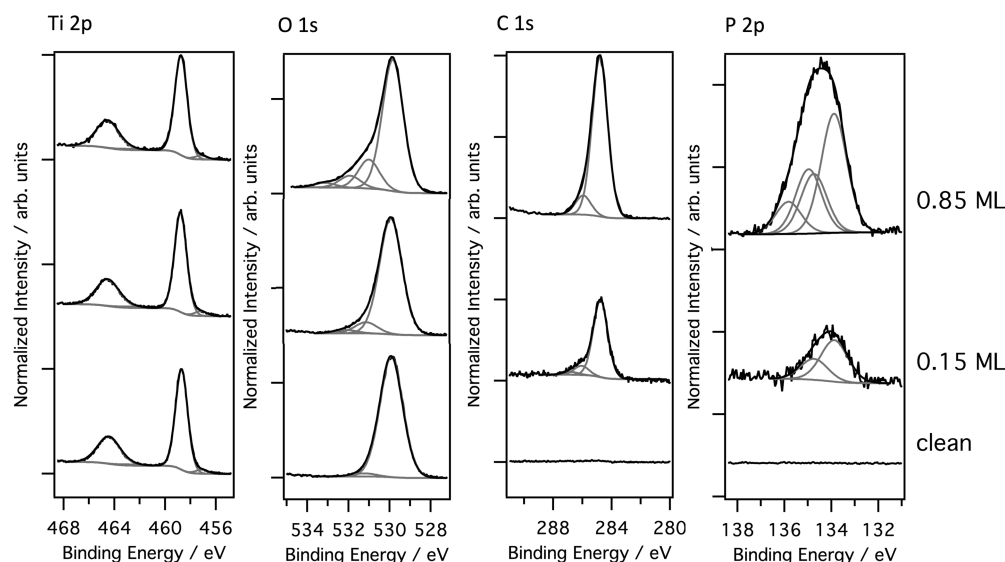 Ti 2p
O 1s
C 1s
P 2p
Normalized Intensity / arb. units
Normalized Intensity / arb. units
Normalized Intensity / arb. units
Normalized Intensity / arb. units
0.85 ML
0.15 ML
clean
468 464 460 456
534 532 530 528
288 284 280
138 136 134 132
Binding Energy / eV
Binding Energy / eV
Binding Energy / eV
Binding Energy / eV